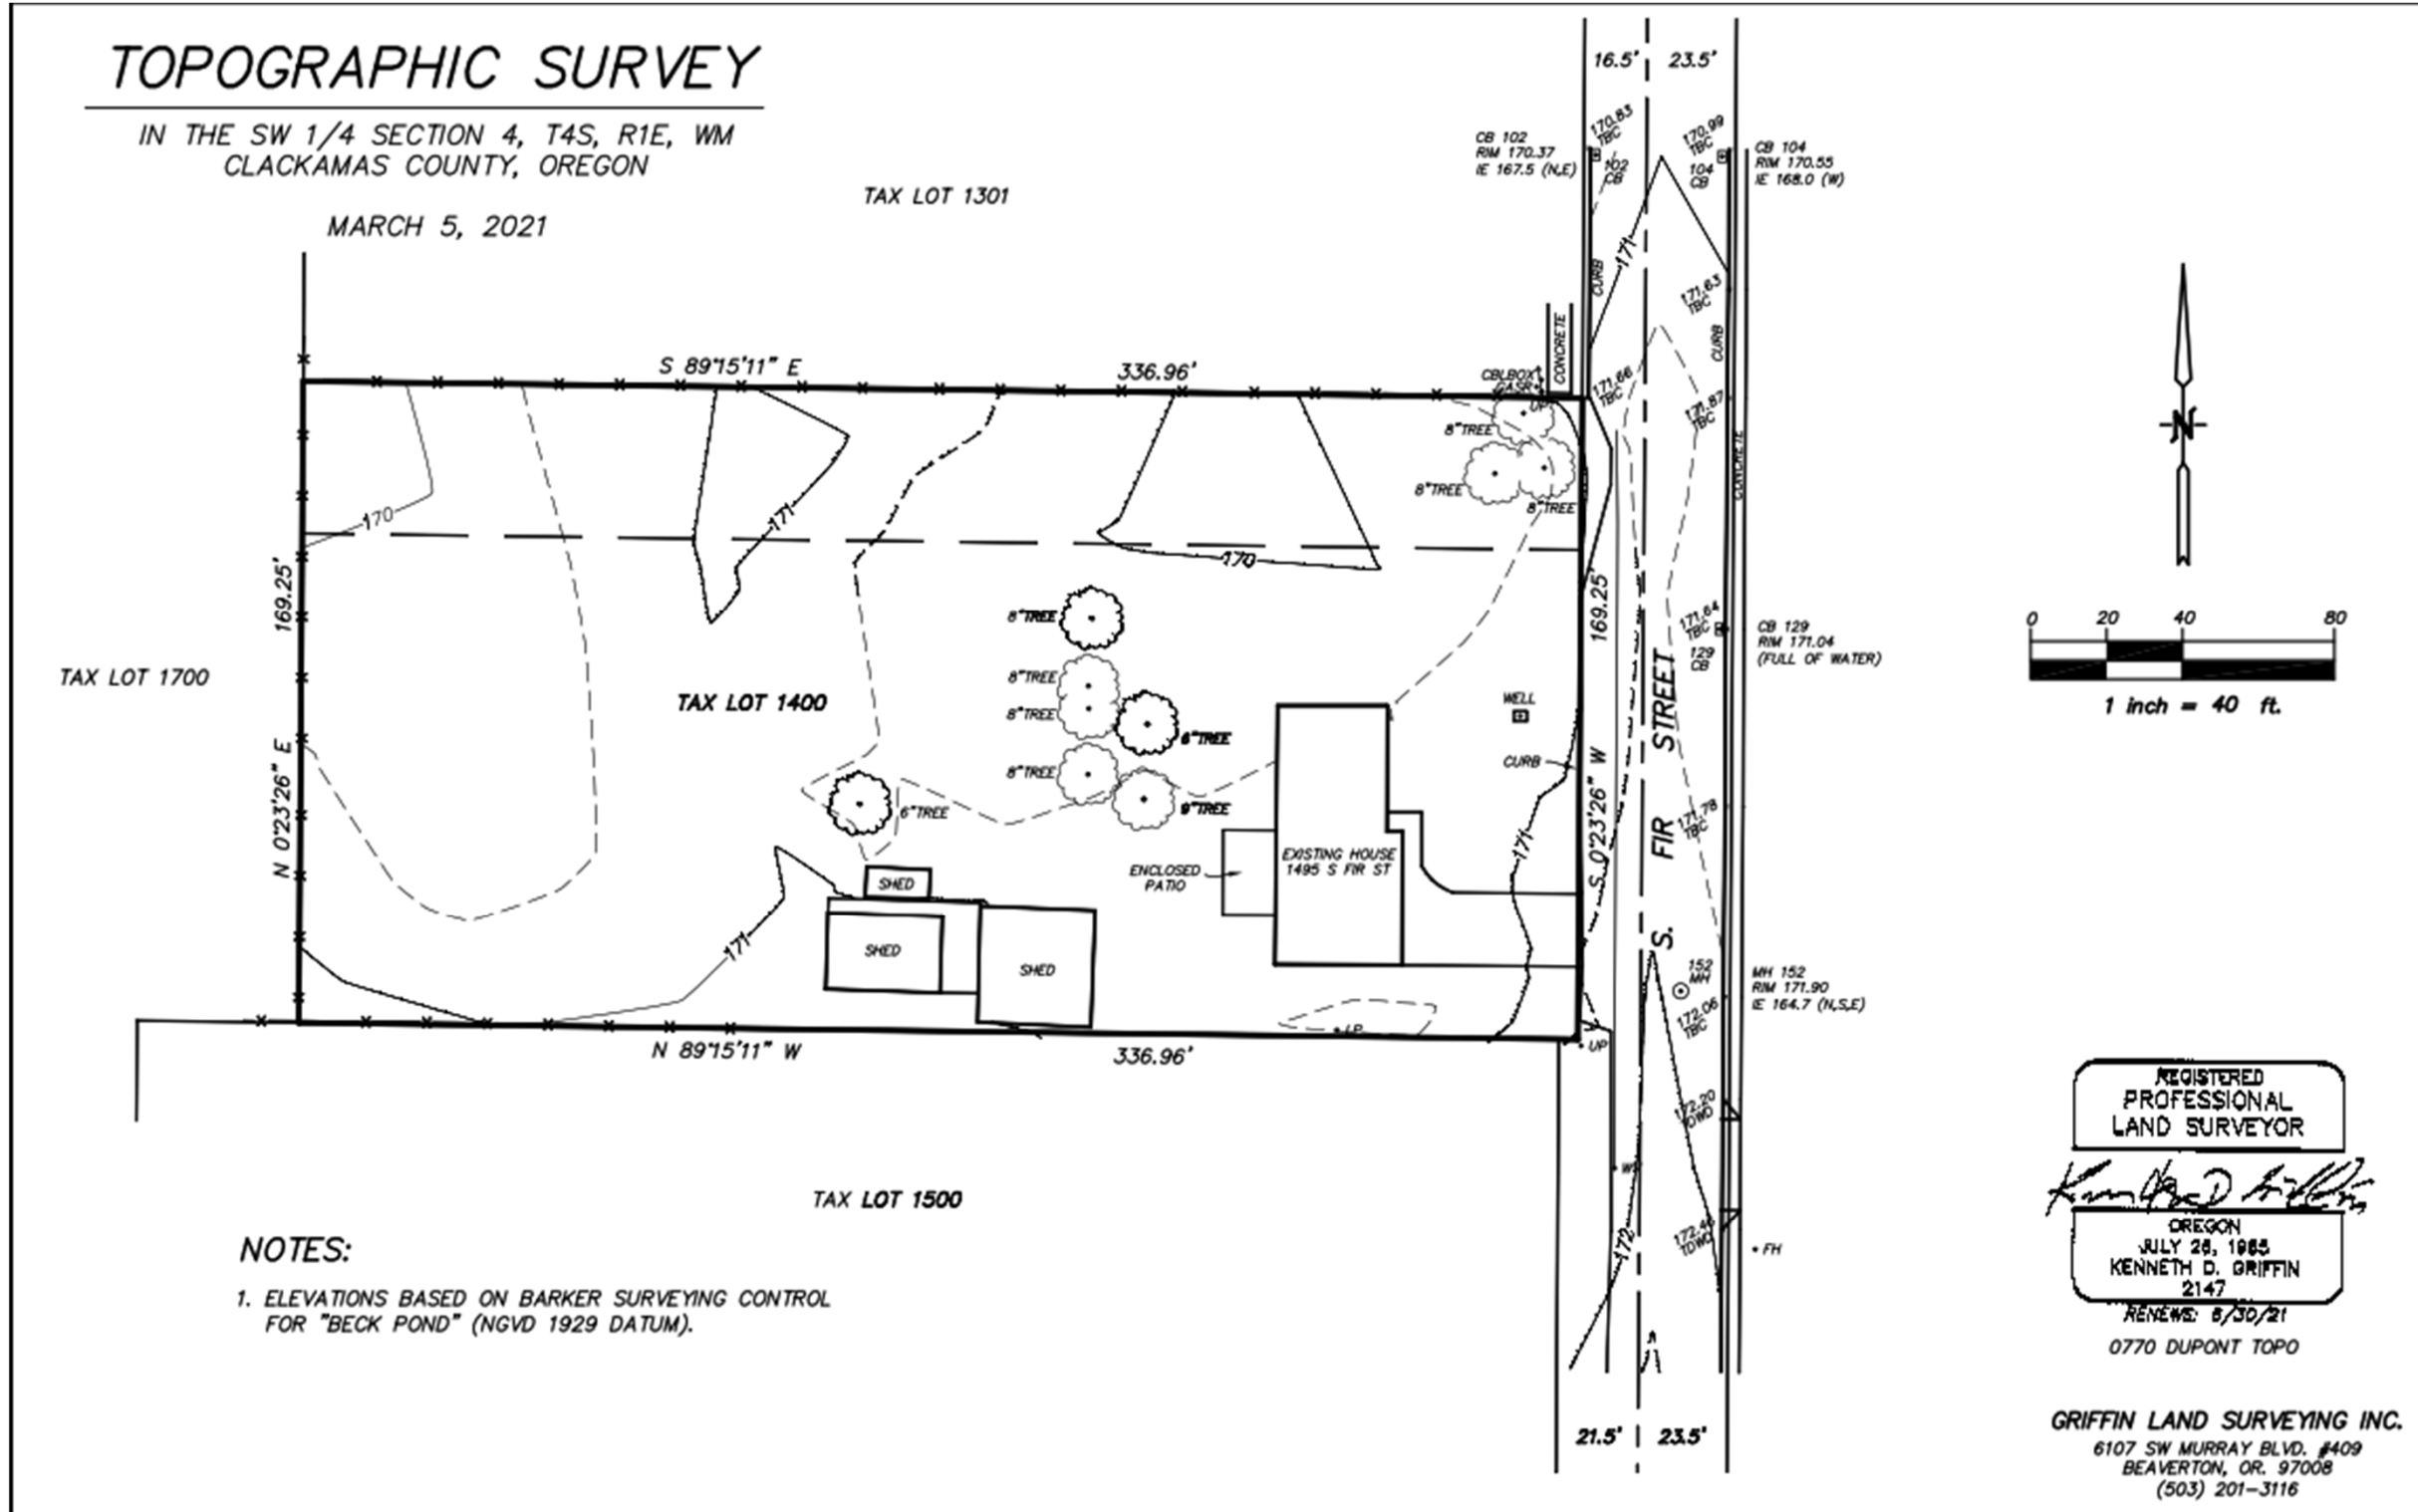 TOPOGRAPHIC SURVEY
IN THE SW 1/4 SECTION 4, T4S, R1E, WM
CLACKAMAS COUNTY, OREGON
MARCH 5, 2021
TAX LOT 1301
16.5'
23.5'
170.83
TBC
170.99
TBC
CB 102
RIM 170.37
IE 167.5 (N,E)
102
CB
104
CB
CB 104
RIM 170.55
IE 168.0 (W)
171
CURB
171.63
TBC
CURB
CONCRETE
S 89°15'11" E
336.96'
CBLBOX
GASR
UP
171.66
TBC
171.87
TBC
CONCRETE
8"TREE
8"TREE
8"TREE
N
170
171
170
169.25'
169.25'
8"TREE
8"TREE
8"TREE
6"TREE
8"TREE
9"TREE
6"TREE
0 20 40 80
1 inch = 40 ft.
171.64
TBC
129
CB
CB 129
RIM 171.04
(FULL OF WATER)
TAX LOT 1700
TAX LOT 1400
WELL
CURB
N 0°23'26" E
S 0°23'26" W
S. FIR STREET
171.78
TBC
171
EXISTING HOUSE
1495 S FIR ST
ENCLOSED
PATIO
SHED
SHED
SHED
171
152
MH
MH 152
RIM 171.90
IE 164.7 (N,S,E)
172.06
TBC
LP
UP
N 89°15'11" W
336.96'
172.20
TDWD
W
172
TDWD
FH
TAX LOT 1500
NOTES:
1. ELEVATIONS BASED ON BARKER SURVEYING CONTROL
FOR "BECK POND" (NGVD 1929 DATUM).
21.5'
23.5'
REGISTERED
PROFESSIONAL
LAND SURVEYOR
OREGON
KENNETH D. GRIFFIN
2147
RENEWS: 6/30/21
0770 DUPONT TOPO
GRIFFIN LAND SURVEYING INC.
6107 SW MURRAY BLVD. #409
BEAVERTON, OR. 97008
(503) 201-3116